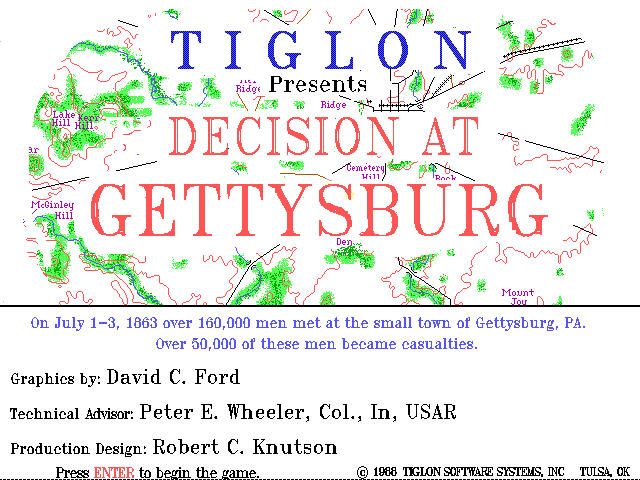 TIGLON
Ridge
Presents
Ridge
Lake
Hill
Hill
DECISION AT
Cemetery
Hill
Rock
McGinley
Hill
GETTYSBURG
Den
Mount
Joy
On July 1-3, 1863 over 160,000 men met at the small town of Gettysburg, PA.
Over 50,000 of these men became casualties.
Graphics by: David C. Ford
Technical Advisor: Peter E. Wheeler, Col., In, USAR
Production Design: Robert C. Knutson
Press ENTER to begin the game.
© 1988 TIGLON SOFTWARE SYSTEMS, INC TULSA, OK